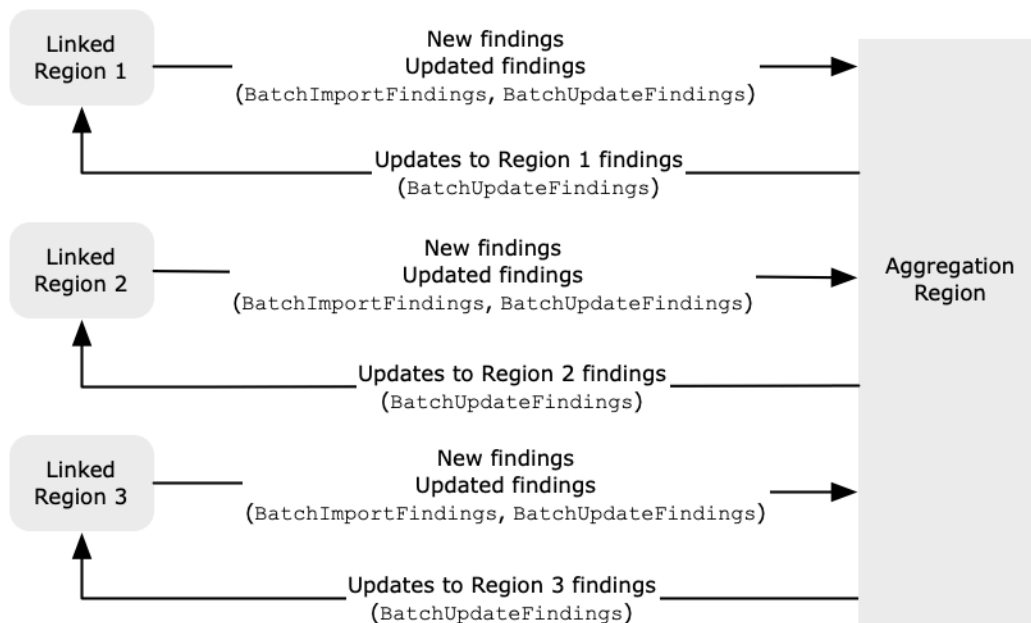 Linked
Region 1
New findings
Updated findings
(BatchImportFindings, BatchUpdateFindings)
Updates to Region 1 findings
(BatchUpdateFindings)
Linked
Region 2
New findings
Updated findings
(BatchImportFindings, BatchUpdateFindings)
Updates to Region 2 findings
(BatchUpdateFindings)
Linked
Region 3
New findings
Updated findings
(BatchImportFindings, BatchUpdateFindings)
Updates to Region 3 findings
(BatchUpdateFindings)
Aggregation
Region